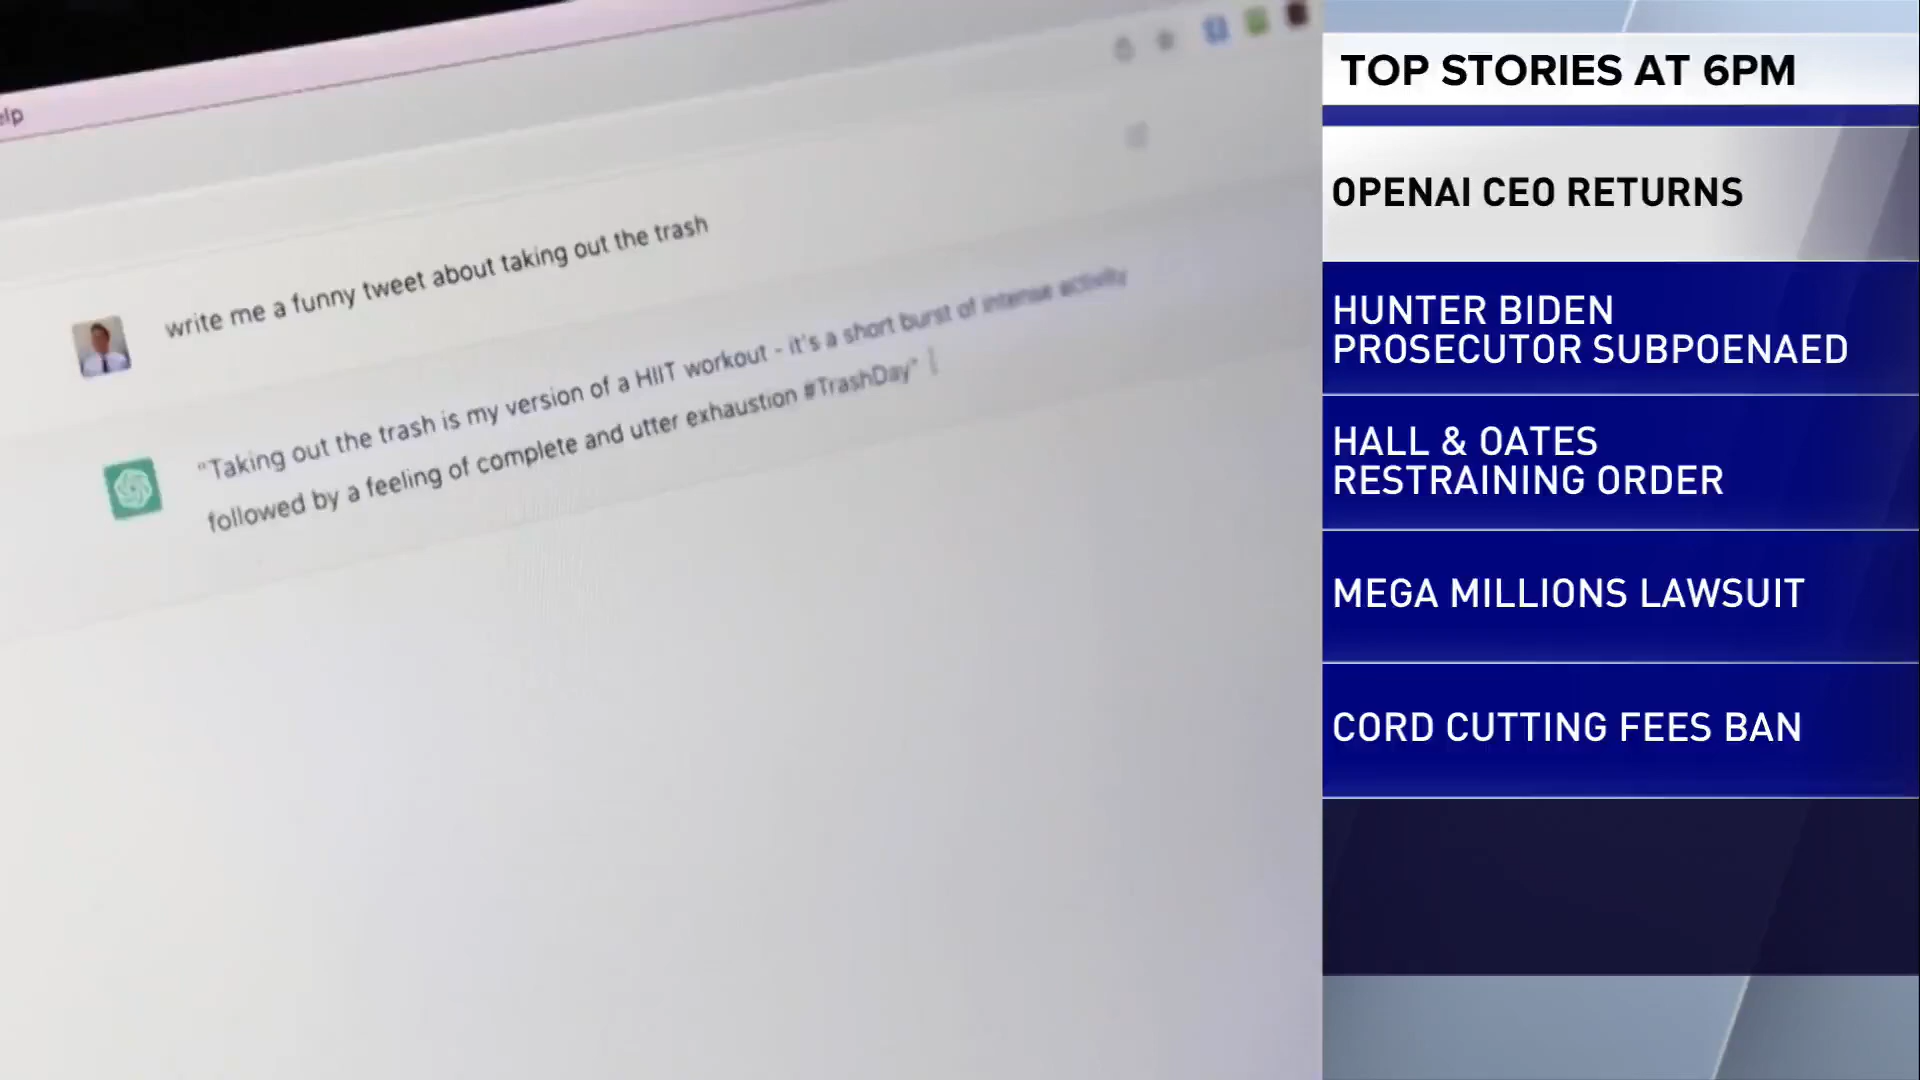 elp
write me a funny tweet about taking out the trash
"Taking out the trash is my version of a HIIT workout - it's a short burst of intense activity
followed by a feeling of complete and utter exhaustion #TrashDay"
TOP STORIES AT 6PM
OPENAI CEO RETURNS
HUNTER BIDEN
PROSECUTOR SUBPOENAED
HALL & OATES
RESTRAINING ORDER
MEGA MILLIONS LAWSUIT
CORD CUTTING FEES BAN